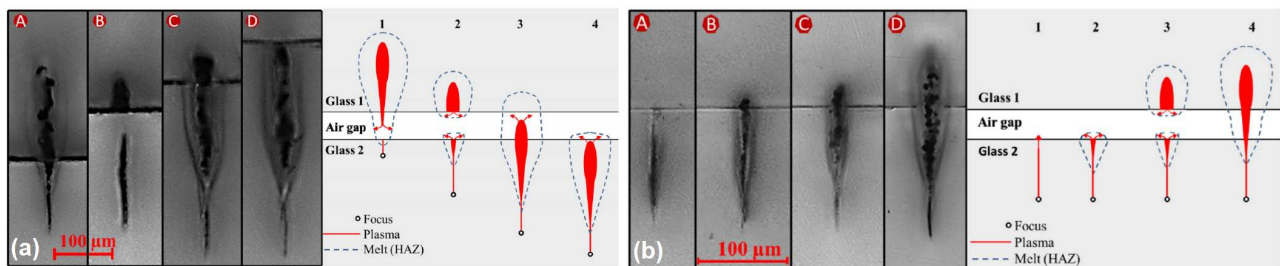 A
B
C
D
1
2
3
4
Glass 1
Air gap
Glass 2
Focus
Plasma
Melt (HAZ)
(a)
100 μm
A
B
C
D
1
2
3
4
Glass 1
Air gap
Glass 2
Focus
Plasma
Melt (HAZ)
(b)
100 μm